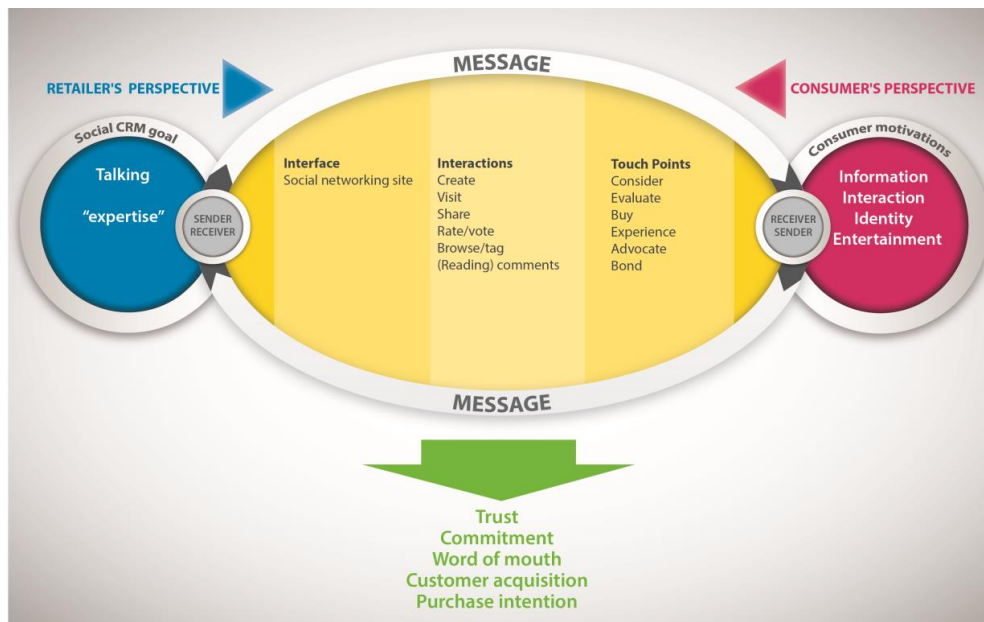 MESSAGE
RETAILER'S PERSPECTIVE
CONSUMER'S PERSPECTIVE
Social CRM goal
Talking
“expertise”
SENDER
RECEIVER
Interface
Social networking site
Interactions
Create
Visit
Share
Rate/vote
Browse/tag
(Reading) comments
Touch Points
Consider
Evaluate
Buy
Experience
Advocate
Bond
RECEIVER
SENDER
Consumer motivations
Information
Interaction
Identity
Entertainment
MESSAGE
Trust
Commitment
Word of mouth
Customer acquisition
Purchase intention